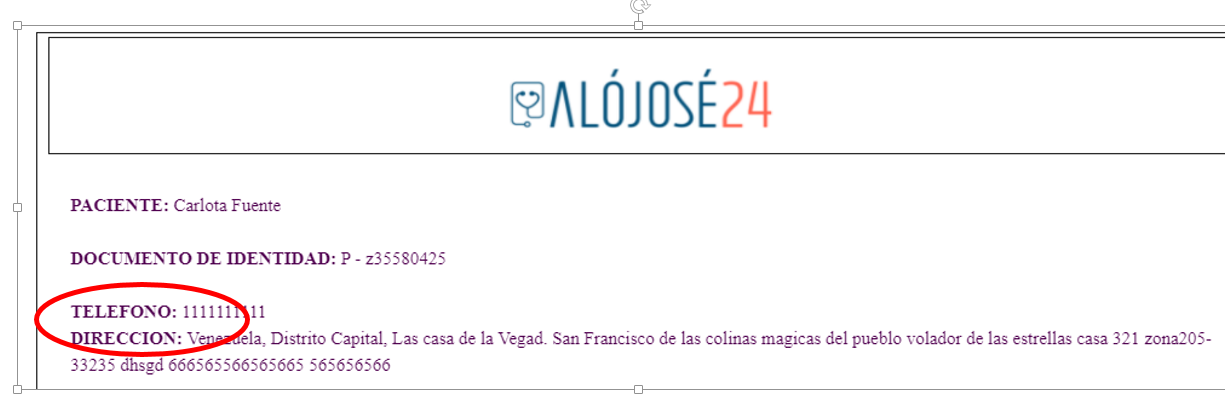 ALÓJOSÉ24
PACIENTE: Carlota Fuente
DOCUMENTO DE IDENTIDAD: P - z35580425
TELEFONO: 1111111111
DIRECCION: Venezuela, Distrito Capital, Las casa de la Vegad. San Francisco de las colinas magicas del pueblo volador de las estrellas casa 321 zona205-
33235 dhsgd 666565566565665 565656566